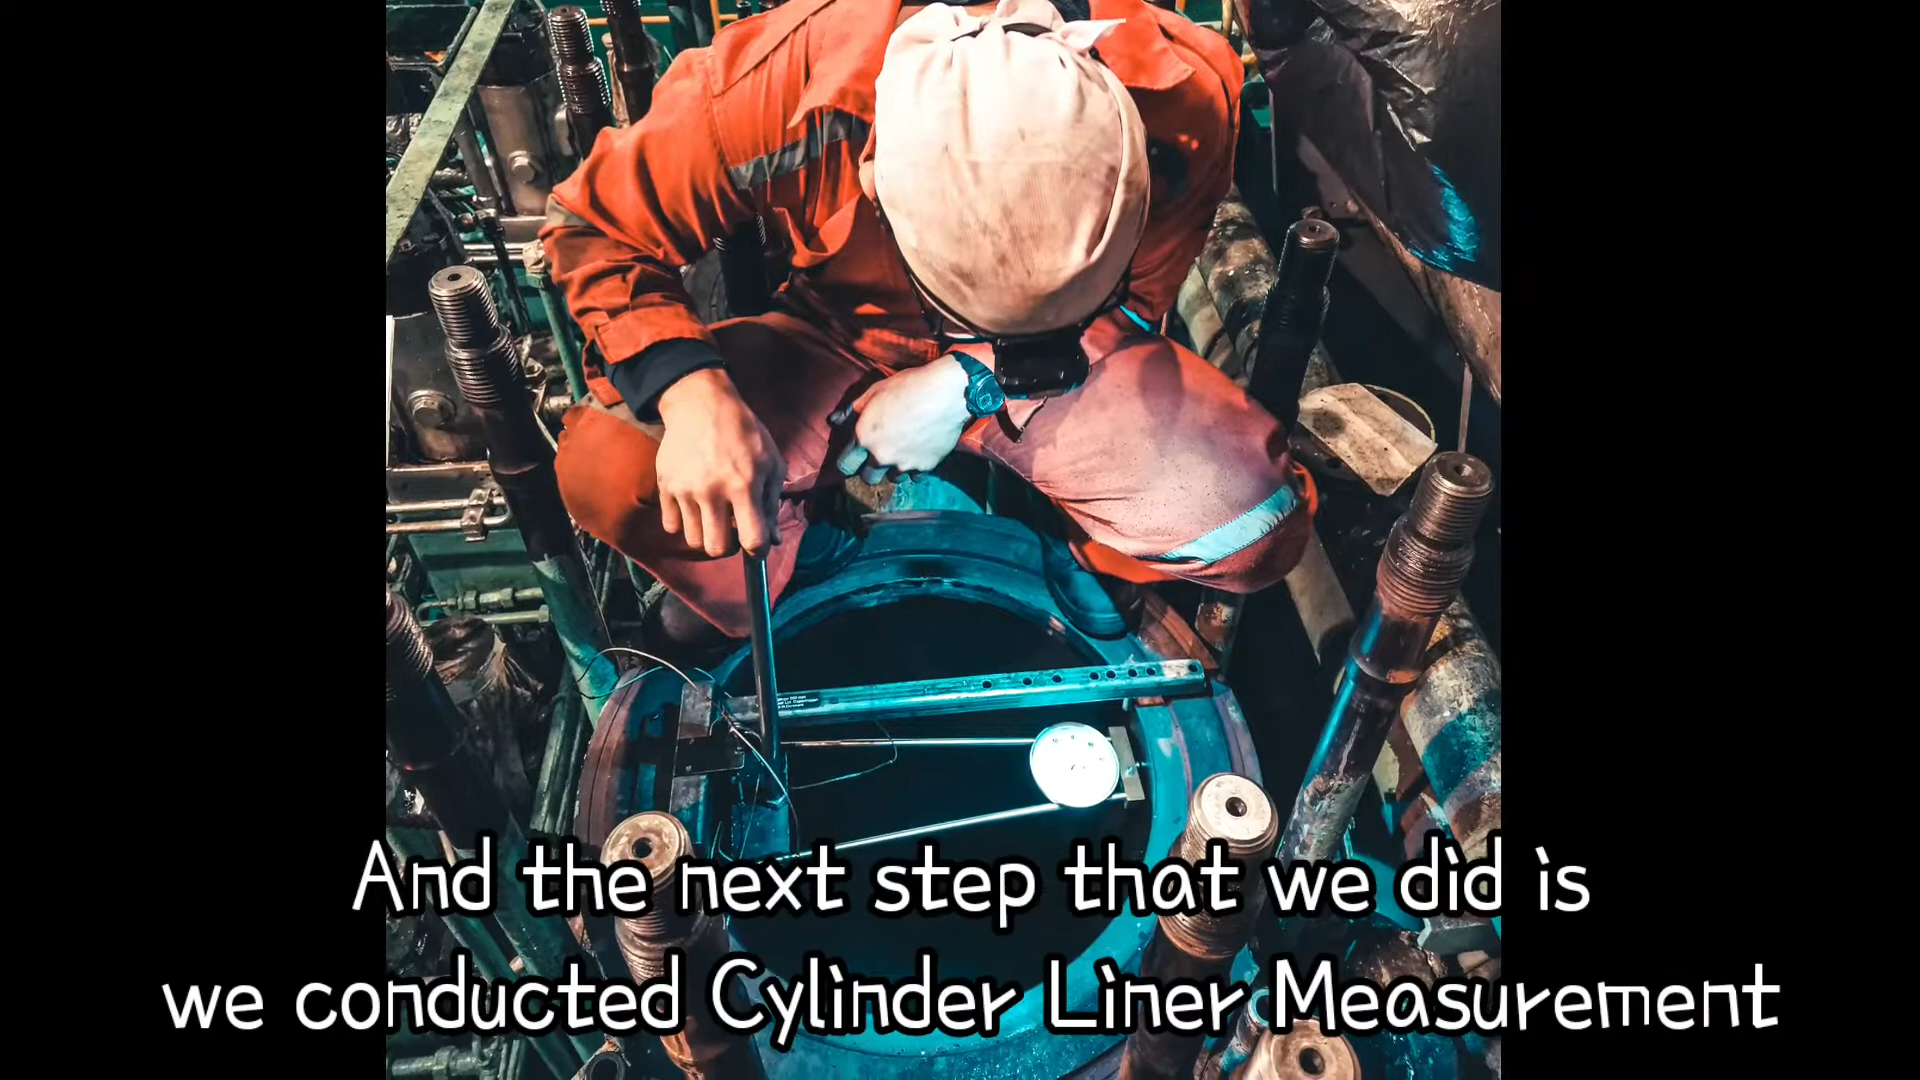 And the next step that we did is
we conducted Cylinder Liner Measurement